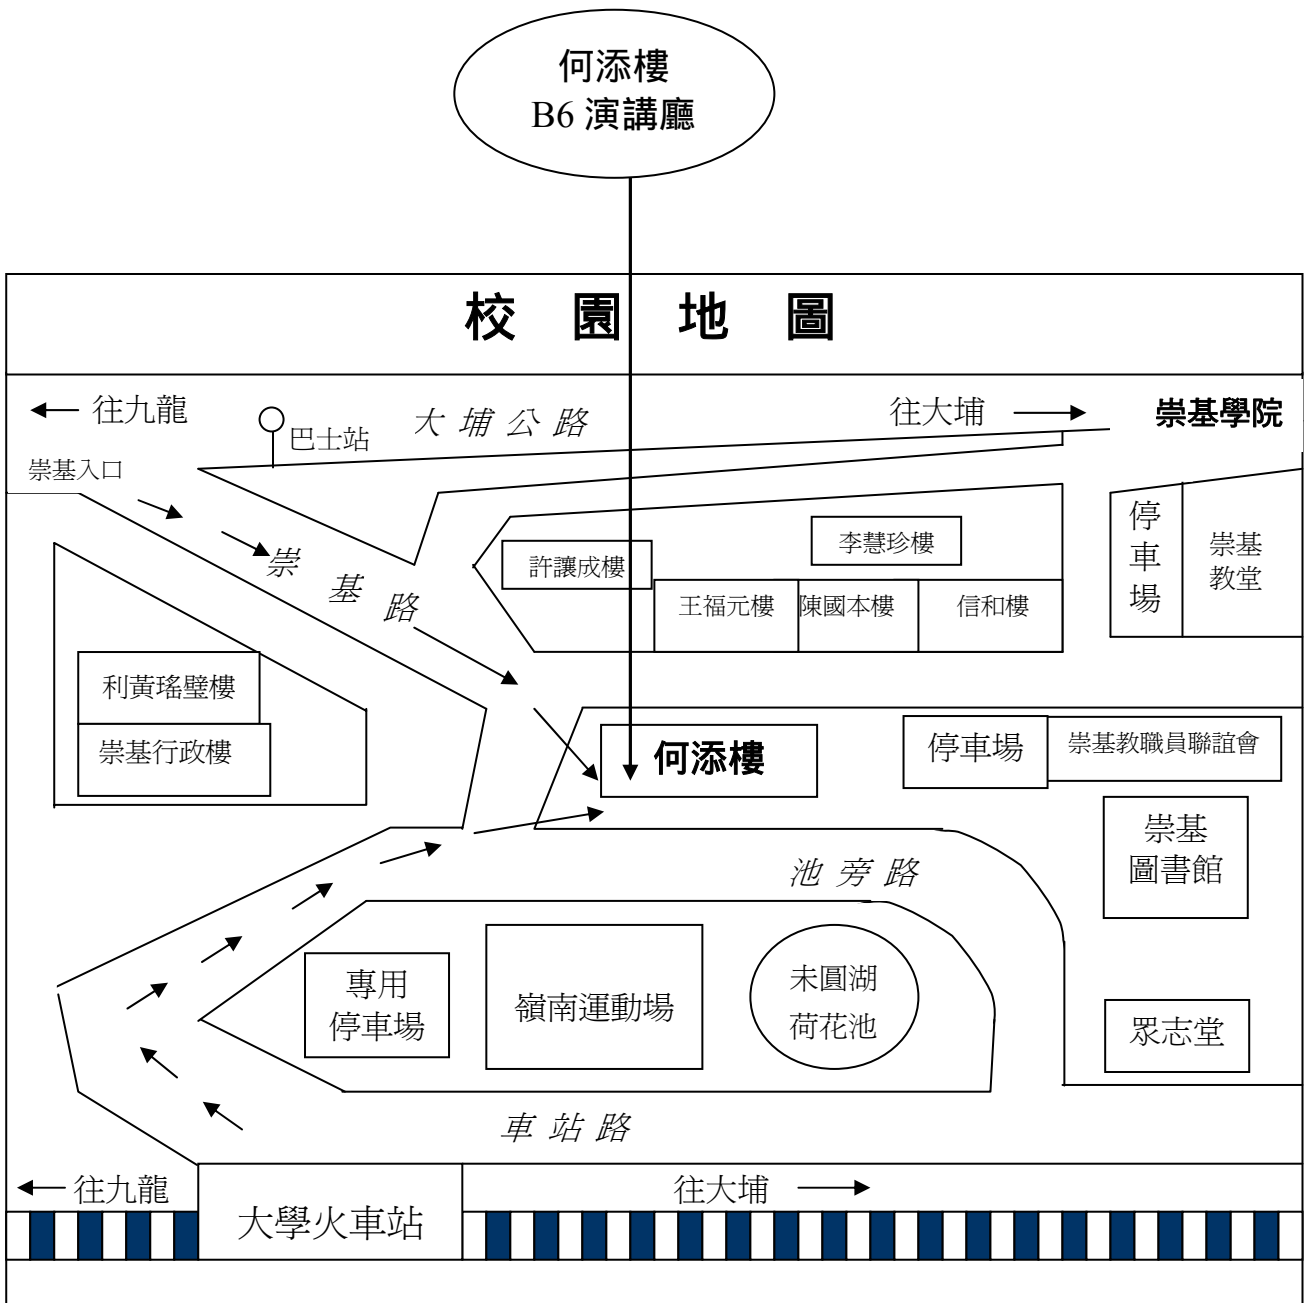 何添樓
B6 演講廳
校園地圖
往九龍
巴士站
大埔公路
往大埔
崇基學院
崇基入口
崇基路
許讓成樓
李慧珍樓
王福元樓
陳國本樓
信和樓
停
車
場
崇基
教堂
利黃瑤璧樓
崇基行政樓
何添樓
停車場
崇基教職員聯誼會
崇基
圖書館
池旁路
專用
停車場
嶺南運動場
未圓湖
荷花池
眾志堂
車站路
往九龍
大學火車站
往大埔